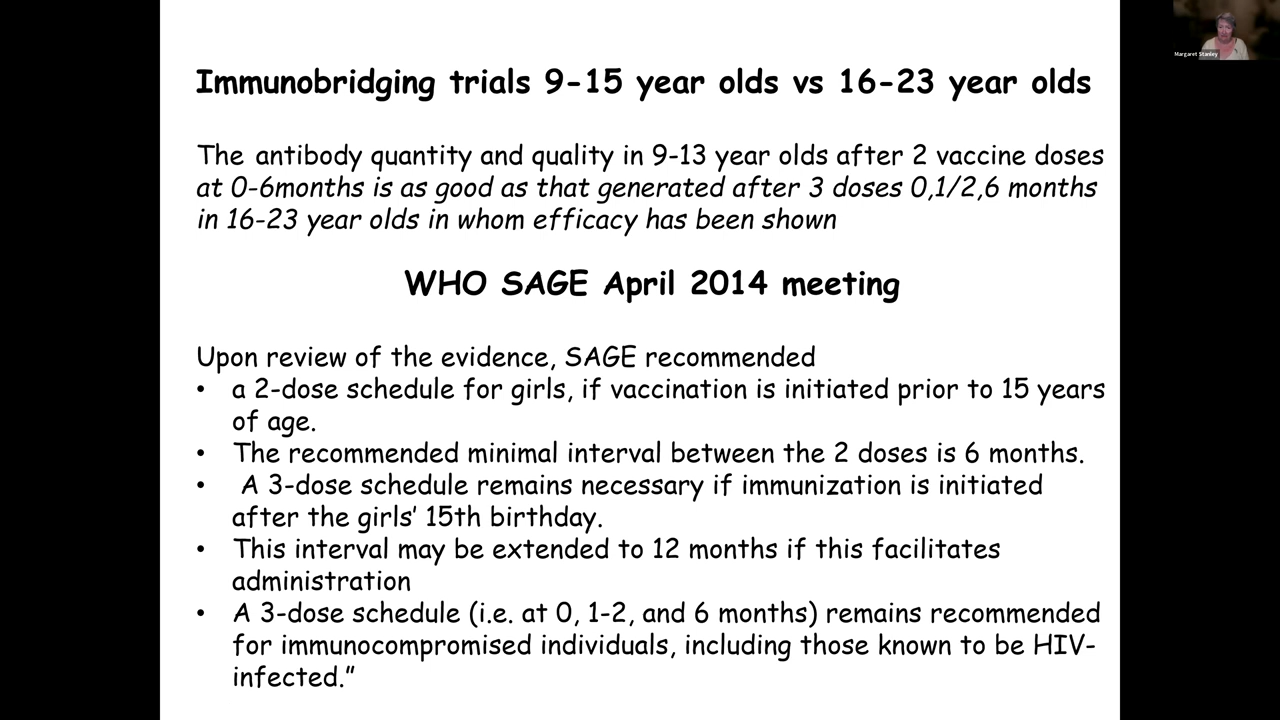 Immunobridging trials 9-15 year olds vs 16-23 year olds
Margaret Stanley
The antibody quantity and quality in 9-13 year olds after 2 vaccine doses
at 0-6months is as good as that generated after 3 doses 0,1/2,6 months
in 16-23 year olds in whom efficacy has been shown
WHO SAGE April 2014 meeting
Upon review of the evidence, SAGE recommended
• a 2-dose schedule for girls, if vaccination is initiated prior to 15 years
of age.
• The recommended minimal interval between the 2 doses is 6 months.
• A 3-dose schedule remains necessary if immunization is initiated
after the girls’ 15th birthday.
• This interval may be extended to 12 months if this facilitates
administration
• A 3-dose schedule (i.e. at 0, 1-2, and 6 months) remains recommended
for immunocompromised individuals, including those known to be HIV-
infected.”